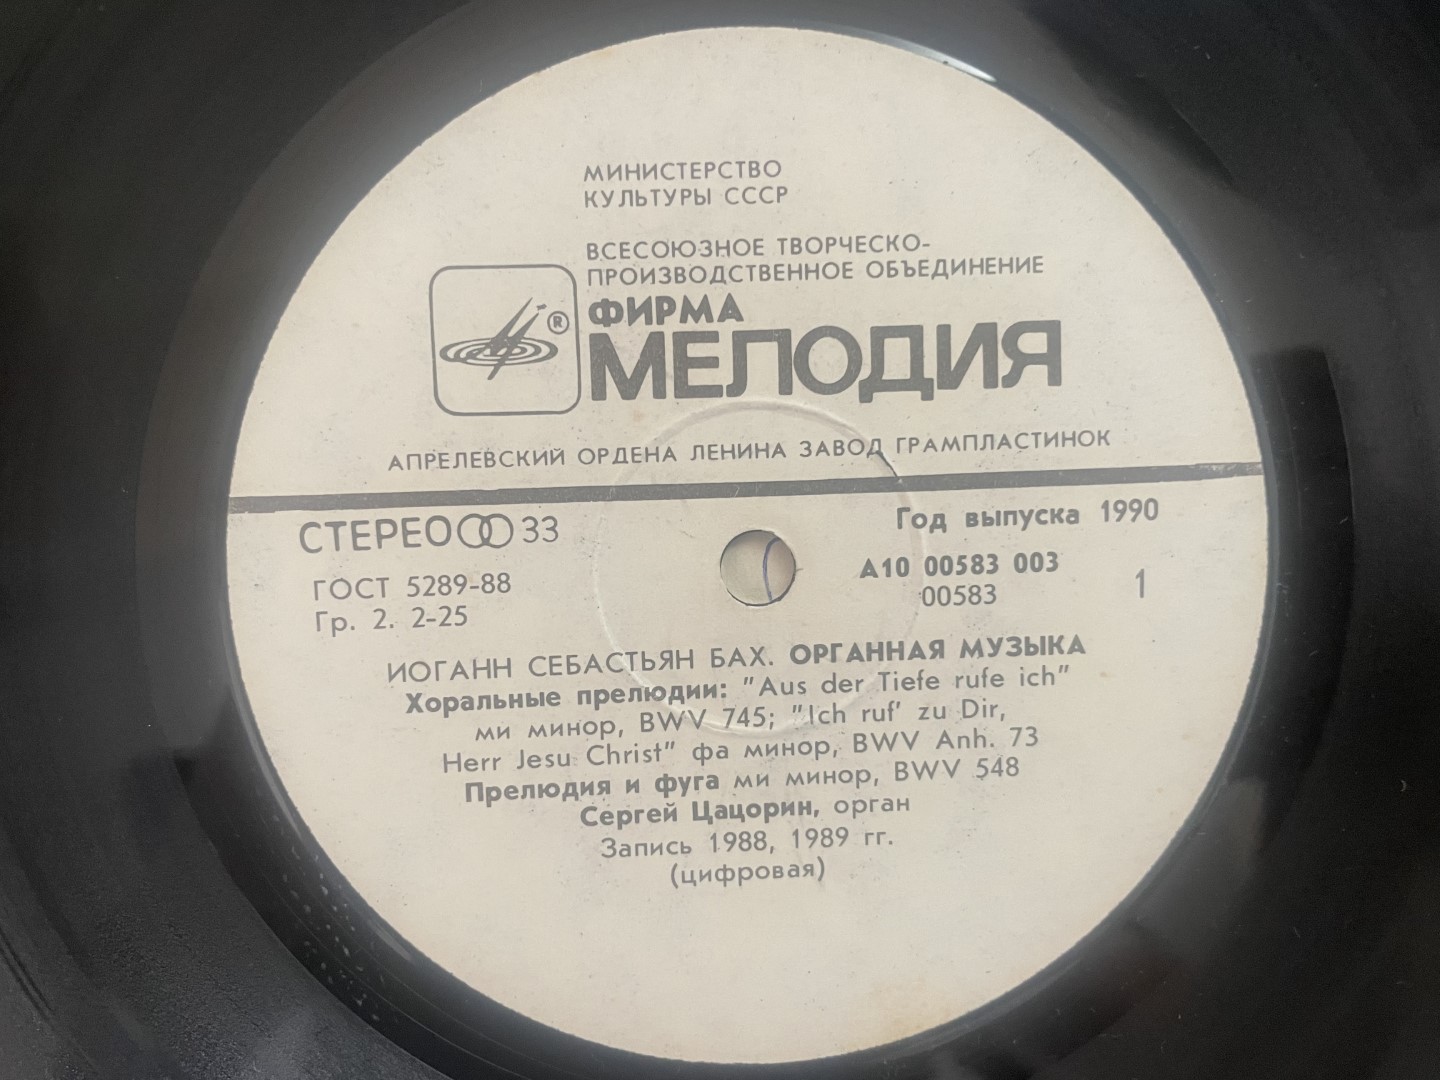 МИНИСТЕРСТВО
КУЛЬТУРЫ СССР
ВСЕСОЮЗНОЕ ТВОРЧЕСКО-
ПРОИЗВОДСТВЕННОЕ ОБЪЕДИНЕНИЕ
ФИРМА
®
МЕЛОДИЯ
АПРЕЛЕВСКИЙ ОРДЕНА ЛЕНИНА ЗАВОД ГРАМПЛАСТИНОК
СТЕРЕО 33
Год выпуска 1990
ГОСТ 5289-88
А10 00583 003
Гр. 2. 2-25
00583
1
ИОГАНН СЕБАСТЬЯН БАХ. ОРГАННАЯ МУЗЫКА
Хоральные прелюдии: "Aus der Tiefe rufe ich"
ми минор, BWV 745; "Ich ruf' zu Dir,
Herr Jesu Christ" фа минор, BWV Anh. 73
Прелюдия и фуга ми минор, BWV 548
Сергей Цацорин, орган
Запись 1988, 1989 гг.
(цифровая)